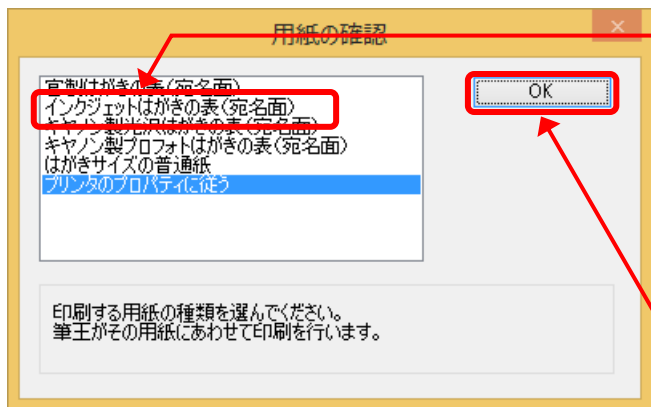 用紙の確認
官製はがきの表(宛名面)
インクジェットはがきの表(宛名面)
キヤノン製光沢はがきの表(宛名面)
キヤノン製プロフォトはがきの表(宛名面)
はがきサイズの普通紙
プリンタのプロパティに従う
OK
印刷する用紙の種類を選んでください。
筆王がその用紙にあわせて印刷を行います。